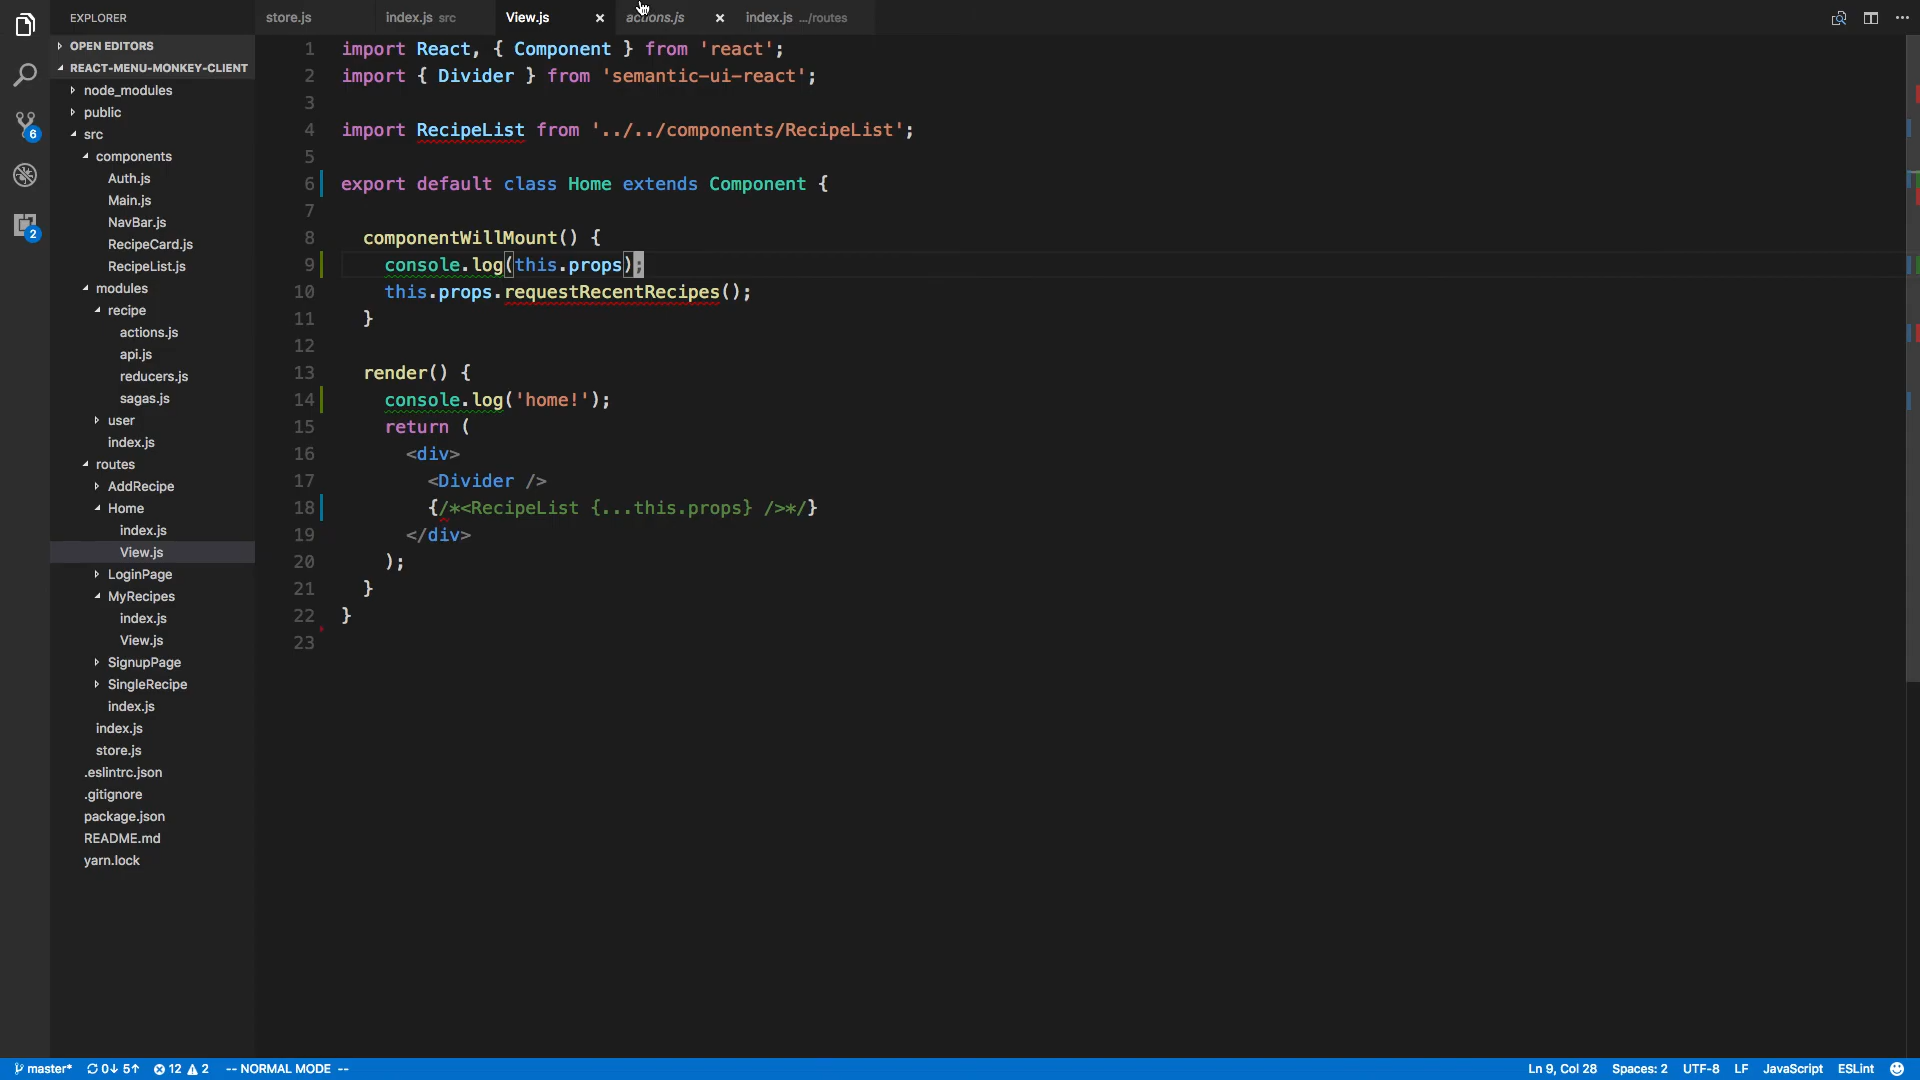 EXPLORER
store.js
index.js src
View.js
actions.js
index.js .../routes
OPEN EDITORS
REACT-MENU-MONKEY-CLIENT
node_modules
public
src
components
Auth.js
Main.js
NavBar.js
RecipeCard.js
RecipeList.js
modules
recipe
actions.js
api.js
reducers.js
sagas.js
user
index.js
routes
AddRecipe
Home
index.js
View.js
LoginPage
MyRecipes
index.js
View.js
SignupPage
SingleRecipe
index.js
index.js
store.js
.eslintrc.json
.gitignore
package.json
README.md
yarn.lock
6
2
1 import React, { Component } from 'react';
2 import { Divider } from 'semantic-ui-react';
3
4 import RecipeList from '../../components/RecipeList';
5
6 export default class Home extends Component {
7
8 componentWillMount() {
9 console.log(this.props);
10 this.props.requestRecentRecipes();
11 }
12
13 render() {
14 console.log('home!');
15 return (
16 <div>
17 <Divider />
18 {/*<RecipeList {...this.props} />*/}
19 </div>
20 );
21 }
22 }
23
master* 0↓ 5↑ 12 2 -- NORMAL MODE --
Ln 9, Col 28 Spaces: 2 UTF-8 LF JavaScript ESLint